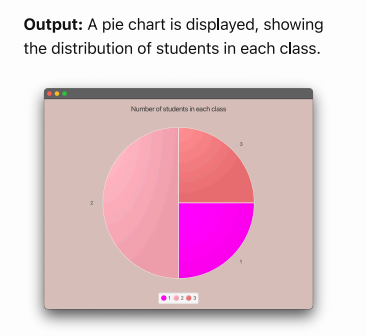 Output: A pie chart is displayed, showing
the distribution of students in each class.
Number of students in each class
3
2
1
1 2 3